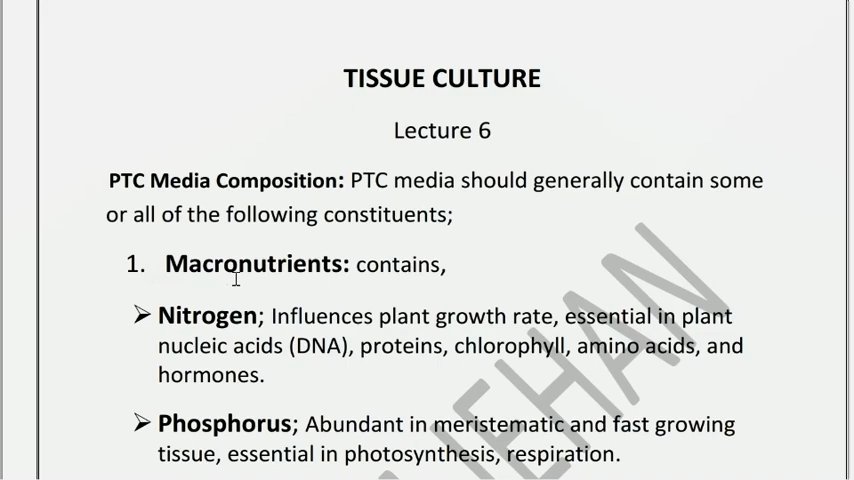 TISSUE CULTURE
Lecture 6
PTC Media Composition: PTC media should generally contain some
or all of the following constituents;
1. Macronutrients: contains,
➢ Nitrogen; Influences plant growth rate, essential in plant
nucleic acids (DNA), proteins, chlorophyll, amino acids, and
hormones.
➢ Phosphorus; Abundant in meristematic and fast growing
tissue, essential in photosynthesis, respiration.